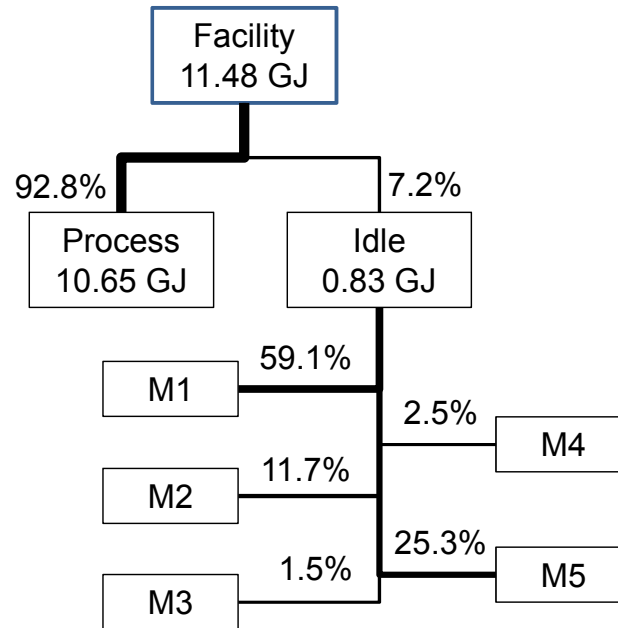 Facility
11.48 GJ
92.8%
7.2%
Process
10.65 GJ
Idle
0.83 GJ
59.1%
M1
2.5%
M4
11.7%
M2
25.3%
M5
1.5%
M3